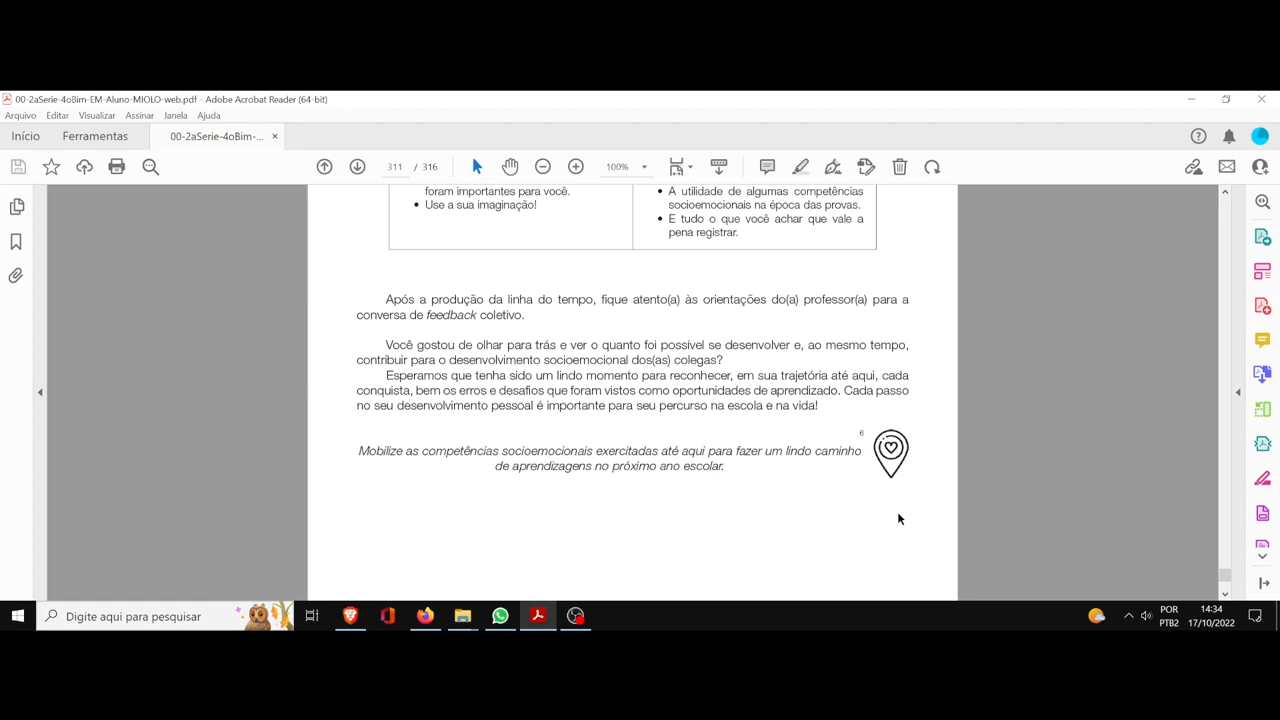 00-2aSerie-4oBim-EM-Aluno-MIOLO-web.pdf - Adobe Acrobat Reader (64-bit)
Arquivo Editar Visualizar Assinar Janela Ajuda
Início Ferramentas 00-2aSerie-4oBim-... ×
311 / 316 100%
foram importantes para você.
• Use a sua imaginação!
• A utilidade de algumas competências
socioemocionais na época das provas.
• E tudo o que você achar que vale a
pena registrar.
Após a produção da linha do tempo, fique atento(a) às orientações do(a) professor(a) para a
conversa de feedback coletivo.
Você gostou de olhar para trás e ver o quanto foi possível se desenvolver e, ao mesmo tempo,
contribuir para o desenvolvimento socioemocional dos(as) colegas?
Esperamos que tenha sido um lindo momento para reconhecer, em sua trajetória até aqui, cada
conquista, bem os erros e desafios que foram vistos como oportunidades de aprendizado. Cada passo
no seu desenvolvimento pessoal é importante para seu percurso na escola e na vida!
6
Mobilize as competências socioemocionais exercitadas até aqui para fazer um lindo caminho
de aprendizagens no próximo ano escolar.
Digite aqui para pesquisar
POR 14:34
PTB2 17/10/2022